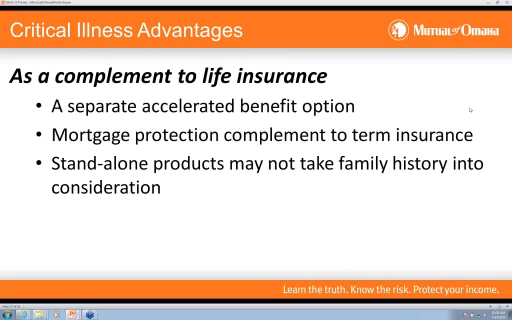 Critical Illness Advantages
Mutual of Omaha
As a complement to life insurance
• A separate accelerated benefit option
• Mortgage protection complement to term insurance
• Stand-alone products may not take family history into
consideration
Learn the truth. Know the risk. Protect your income.